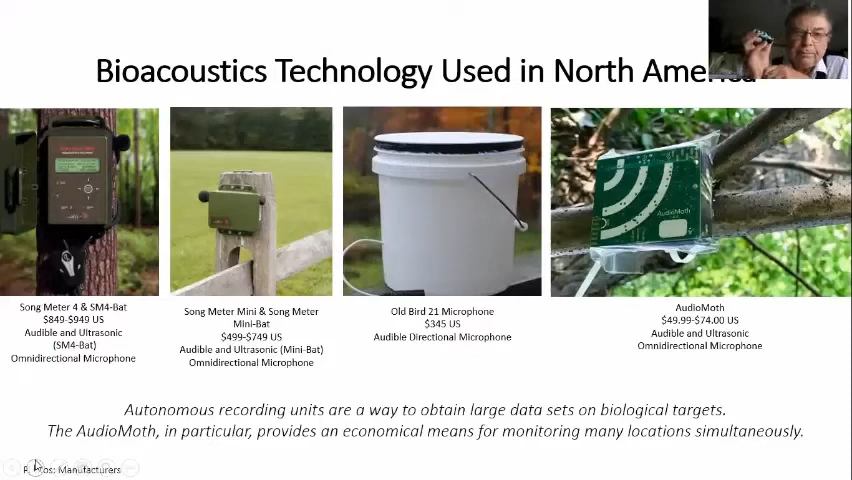 Bioacoustics Technology Used in North
AudioMoth
Song Meter 4 & SM4-Bat
$849-$949 US
Audible and Ultrasonic
(SM4-Bat)
Omnidirectional Microphone
Song Meter Mini & Song Meter
Mini-Bat
$499-$749 US
Audible and Ultrasonic (Mini-Bat)
Omnidirectional Microphone
Old Bird 21 Microphone
$345 US
Audible Directional Microphone
AudioMoth
$49.99-$74.00 US
Audible and Ultrasonic
Omnidirectional Microphone
Autonomous recording units are a way to obtain large data sets on biological targets.
The AudioMoth, in particular, provides an economical means for monitoring many locations simultaneously.
Manufacturers